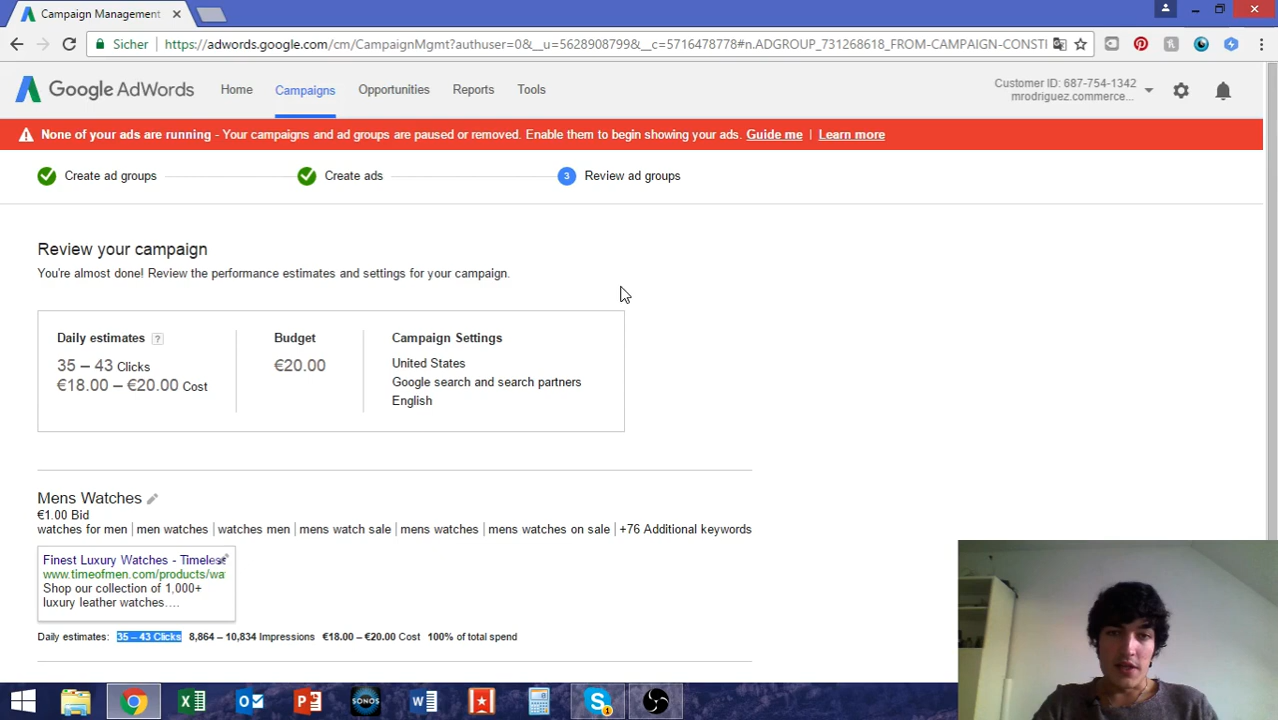 Campaign Management
Sicher
https://adwords.google.com/cm/CampaignMgmt?authuser=0&__u=5628908799&__c=5716478778#n.ADGROUP_731268618_FROM-CAMPAIGN-CONSTI
Google AdWords
Home
Campaigns
Opportunities
Reports
Tools
Customer ID: 687-754-1342
mrodriguez.commerce...
None of your ads are running - Your campaigns and ad groups are paused or removed. Enable them to begin showing your ads. Guide me | Learn more
Create ad groups
Create ads
3 Review ad groups
Review your campaign
You're almost done! Review the performance estimates and settings for your campaign.
Daily estimates ?
35 – 43 Clicks
€18.00 – €20.00 Cost
Budget
€20.00
Campaign Settings
United States
Google search and search partners
English
Mens Watches
€1.00 Bid
watches for men | men watches | watches men | mens watch sale | mens watches | mens watches on sale | +76 Additional keywords
Finest Luxury Watches - Timeless
www.timeofmen.com/products/wa
Shop our collection of 1,000+
luxury leather watches....
Daily estimates: 35 – 43 Clicks 8,864 – 10,834 Impressions €18.00 – €20.00 Cost 100% of total spend
SONOS
1